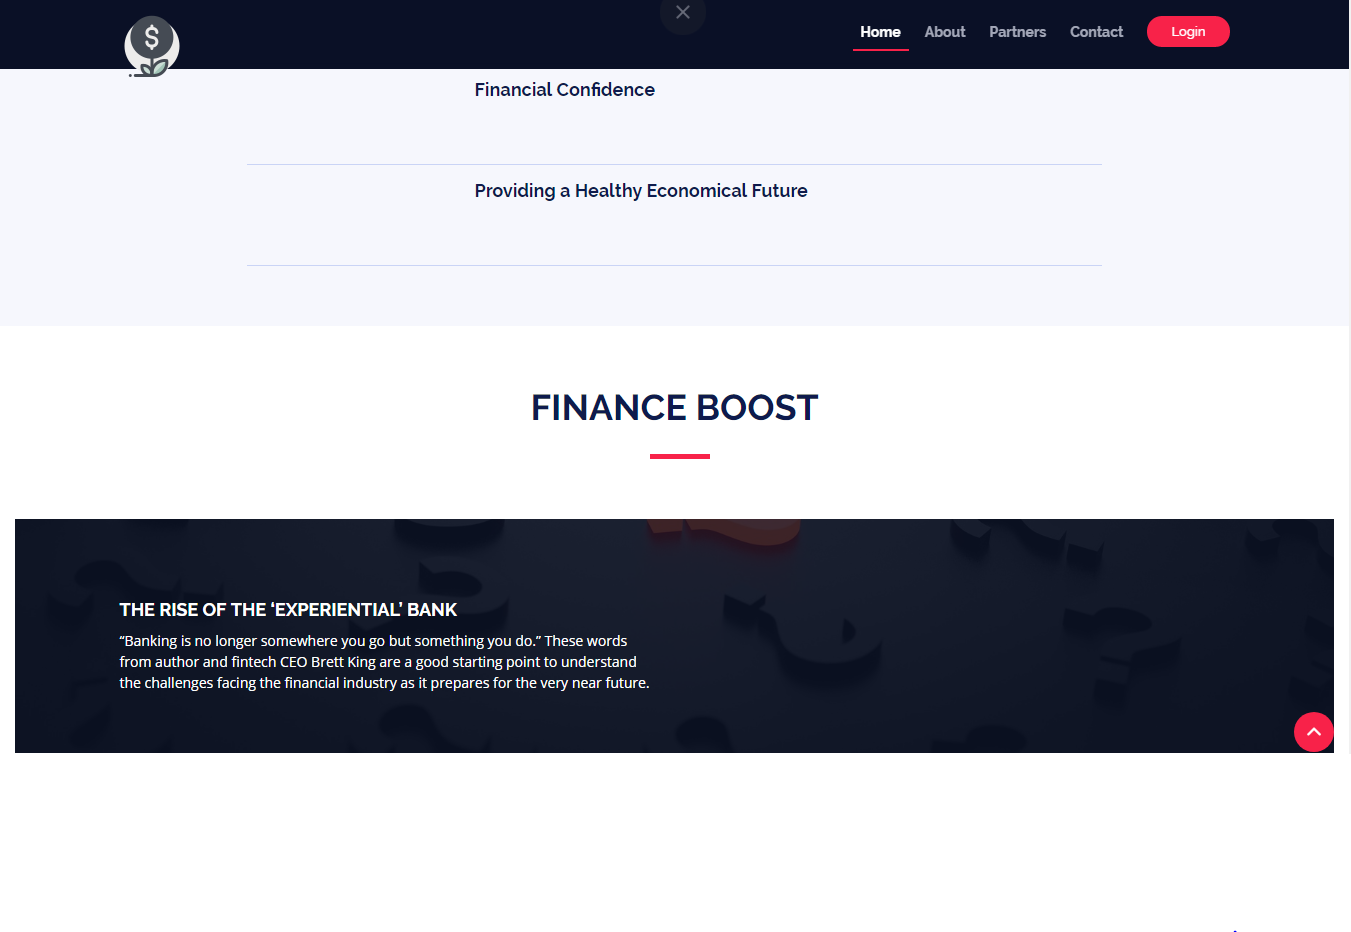 $
Home About Partners Contact Login
Financial Confidence
Providing a Healthy Economical Future
FINANCE BOOST
THE RISE OF THE ‘EXPERIENTIAL’ BANK
“Banking is no longer somewhere you go but something you do.” These words
from author and fintech CEO Brett King are a good starting point to understand
the challenges facing the financial industry as it prepares for the very near future.